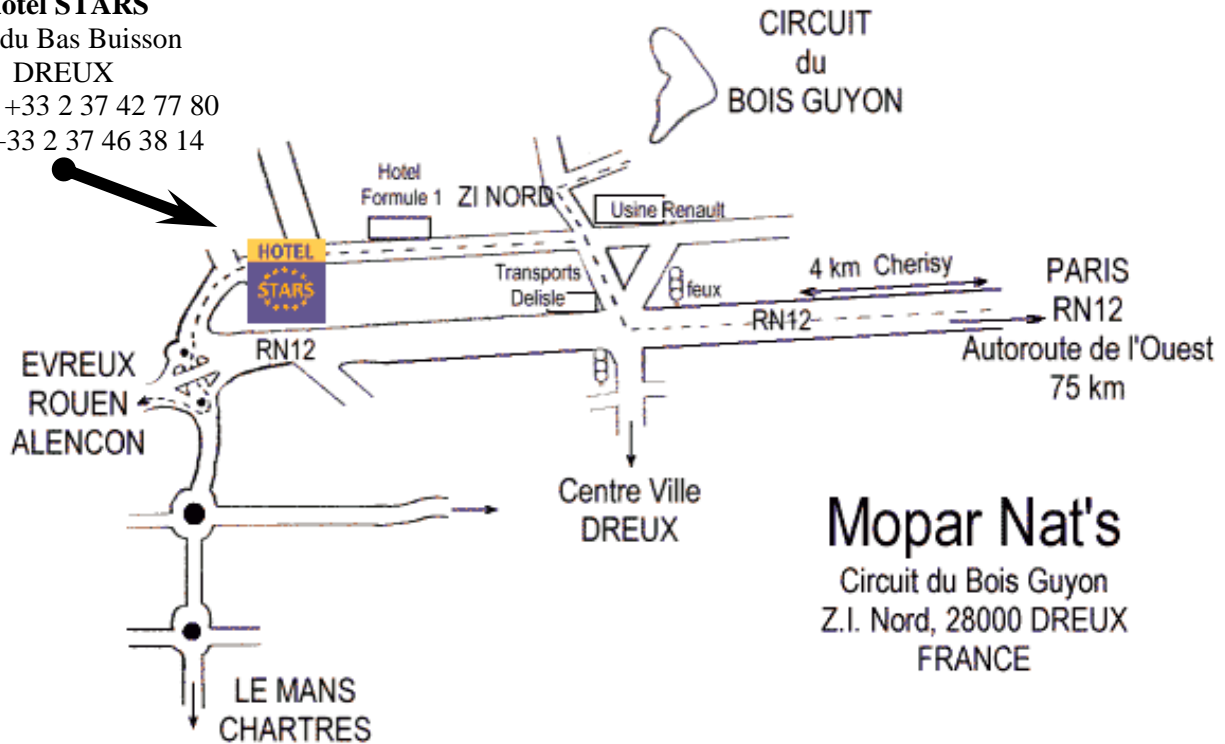 otel STARS
du Bas Buisson
DREUX
+33 2 37 42 77 80
+33 2 37 46 38 14
CIRCUIT
du
BOIS GUYON
Hotel
Formule 1
ZI NORD
Usine Renault
HOTEL
STARS
Transports
Delisle
feux
4 km Cherisy
PARIS
RN12
Autoroute de l'Ouest
75 km
RN12
RN12
EVREUX
ROUEN
ALENCON
Centre Ville
DREUX
Mopar Nat's
Circuit du Bois Guyon
Z.I. Nord, 28000 DREUX
FRANCE
LE MANS
CHARTRES